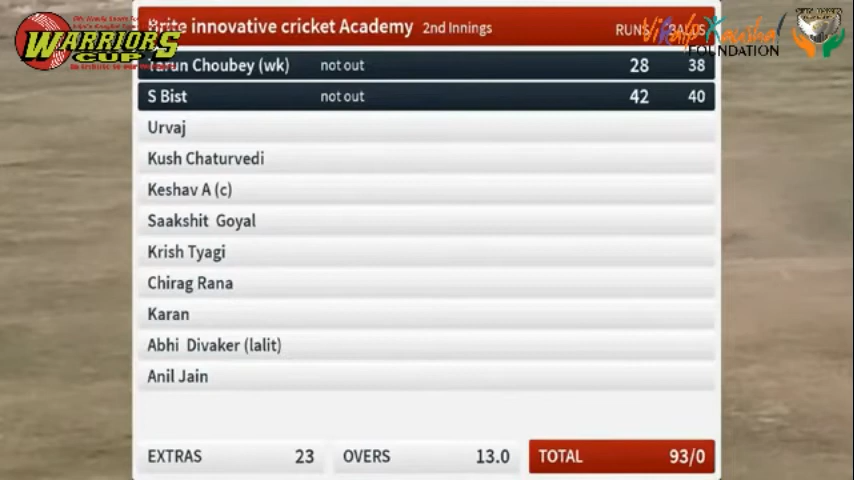 Brite innovative cricket Academy 2nd Innings RUNS BALLS
WARRIORS
CUP
Vikalp Kaushal
FOUNDATION
Tarun Choubey (wk) not out 28 38
S Bist not out 42 40
Urvaj
Kush Chaturvedi
Keshav A (c)
Saakshit Goyal
Krish Tyagi
Chirag Rana
Karan
Abhi Divaker (lalit)
Anil Jain
EXTRAS 23 OVERS 13.0 TOTAL 93/0